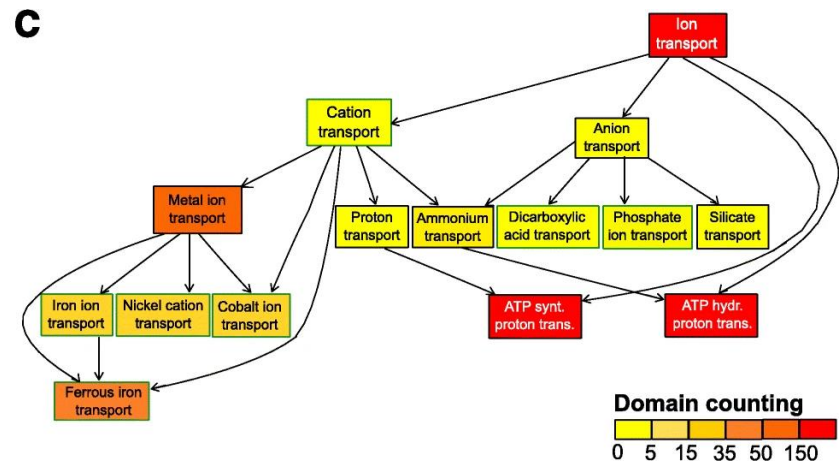 C
Ion
transport
Cation
transport
Anion
transport
Metal ion
transport
Proton
transport
Ammonium
transport
Dicarboxylic
acid transport
Phosphate
ion transport
Silicate
transport
Iron ion
transport
Nickel cation
transport
Cobalt ion
transport
ATP synt.
proton trans.
ATP hydr.
proton trans.
Ferrous iron
transport
Domain counting
0 5 15 35 50 150